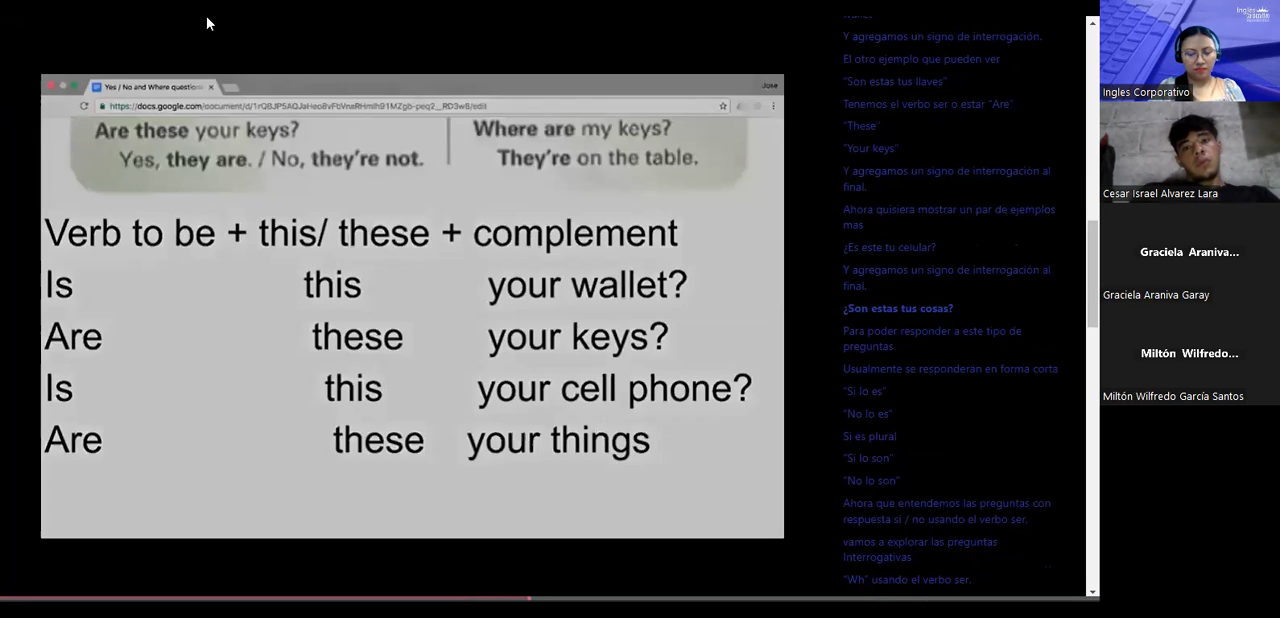 Yes / No and Where question
Jose
https://docs.google.com/document/d/
Are these your keys?
Yes, they are. / No, they're not.
Where are my keys?
They're on the table.
Verb to be + this/ these + complement
Is this your wallet?
Are these your keys?
Is this your cell phone?
Are these your things
Y agregamos un signo de interrogación.
El otro ejemplo que pueden ver
"Son estas tus llaves"
Tenemos el verbo ser o estar "Are"
"These"
"Your keys"
Y agregamos un signo de interrogación al
final.
Ahora quisiera mostrar un par de ejemplos
mas
¿Es este tu celular?
Y agregamos un signo de interrogación al
final.
¿Son estas tus cosas?
Para poder responder a este tipo de
preguntas
Usualmente se responderán en forma corta
"Si lo es"
"No lo es"
Si es plural
"Si lo son"
"No lo son"
Ahora que entendemos las preguntas con
respuesta si / no usando el verbo ser,
vamos a explorar las preguntas
Interrogativas
"Wh" usando el verbo ser.
Ingles
Ingles Corporativo
Cesar Israel Alvarez Lara
Graciela Araniva...
Graciela Araniva Garay
Miltón Wilfredo...
Miltón Wilfredo García Santos